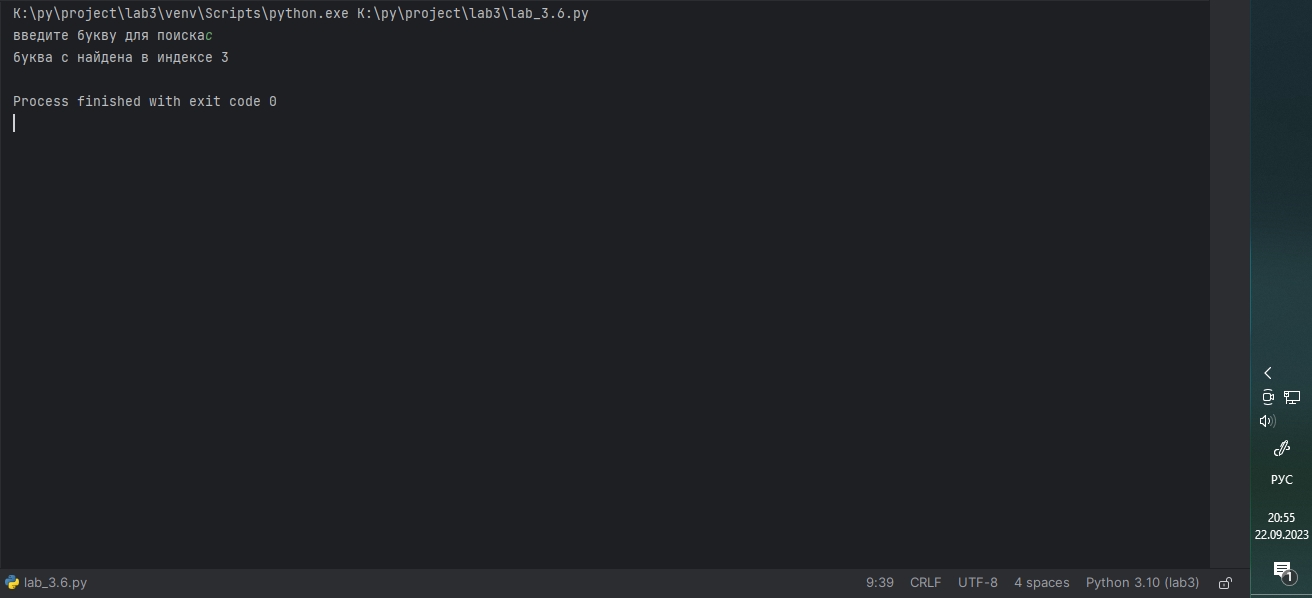 K:\py\project\lab3\venv\Scripts\python.exe K:\py\project\lab3\lab_3.6.py
введите букву для поискас
буква с найдена в индексе 3
Process finished with exit code 0
РУС
20:55
22.09.2023
1
lab_3.6.py 9:39 CRLF UTF-8 4 spaces Python 3.10 (lab3)